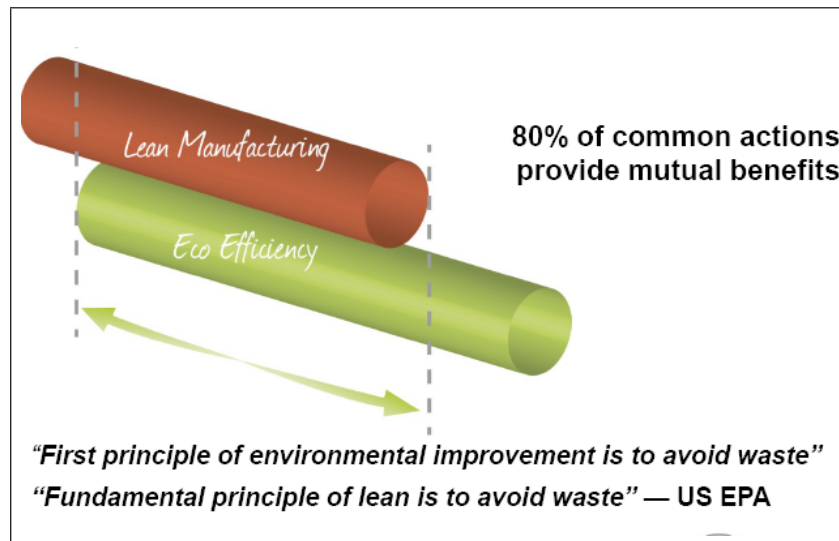 Lean Manufacturing
Eco Efficiency
80% of common actions
provide mutual benefits
“First principle of environmental improvement is to avoid waste”
“Fundamental principle of lean is to avoid waste” — US EPA